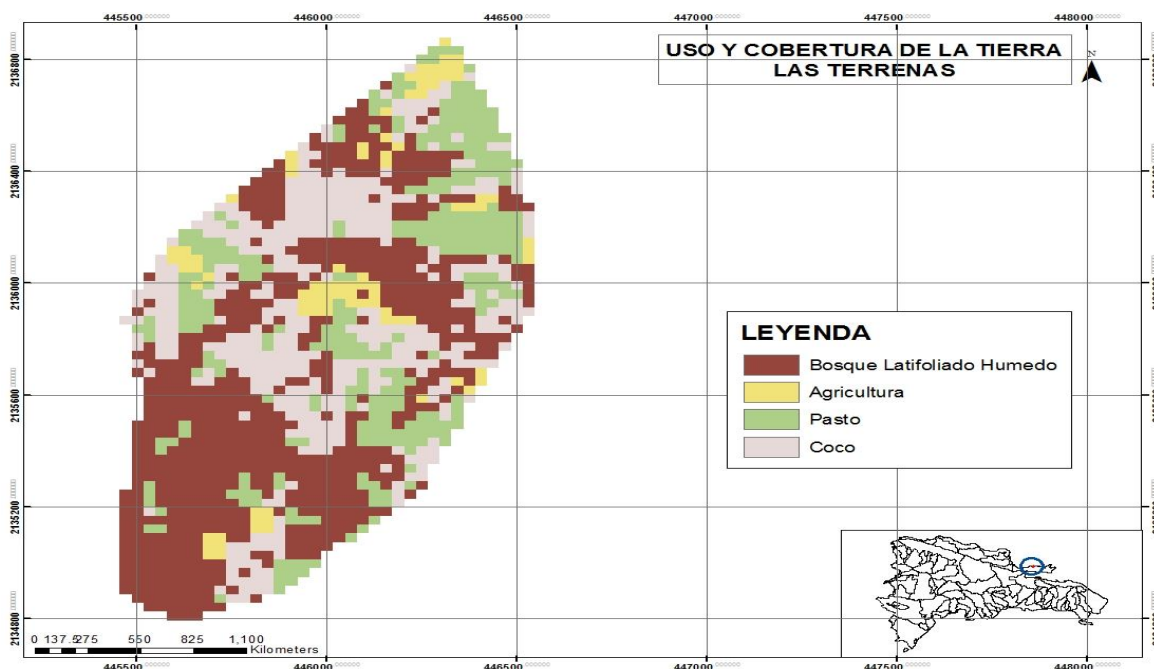 445500 446000 446500 447000 447500 448000
USO Y COBERTURA DE LA TIERRA
LAS TERRENAS
N
2136800
2136400
2136000
2135600
2135200
2134800
LEYENDA
Bosque Latifoliado Humedo
Agricultura
Pasto
Coco
0 137.5 275 550 825 1,100
Kilometers
445500 446000 446500 447000 447500 448000